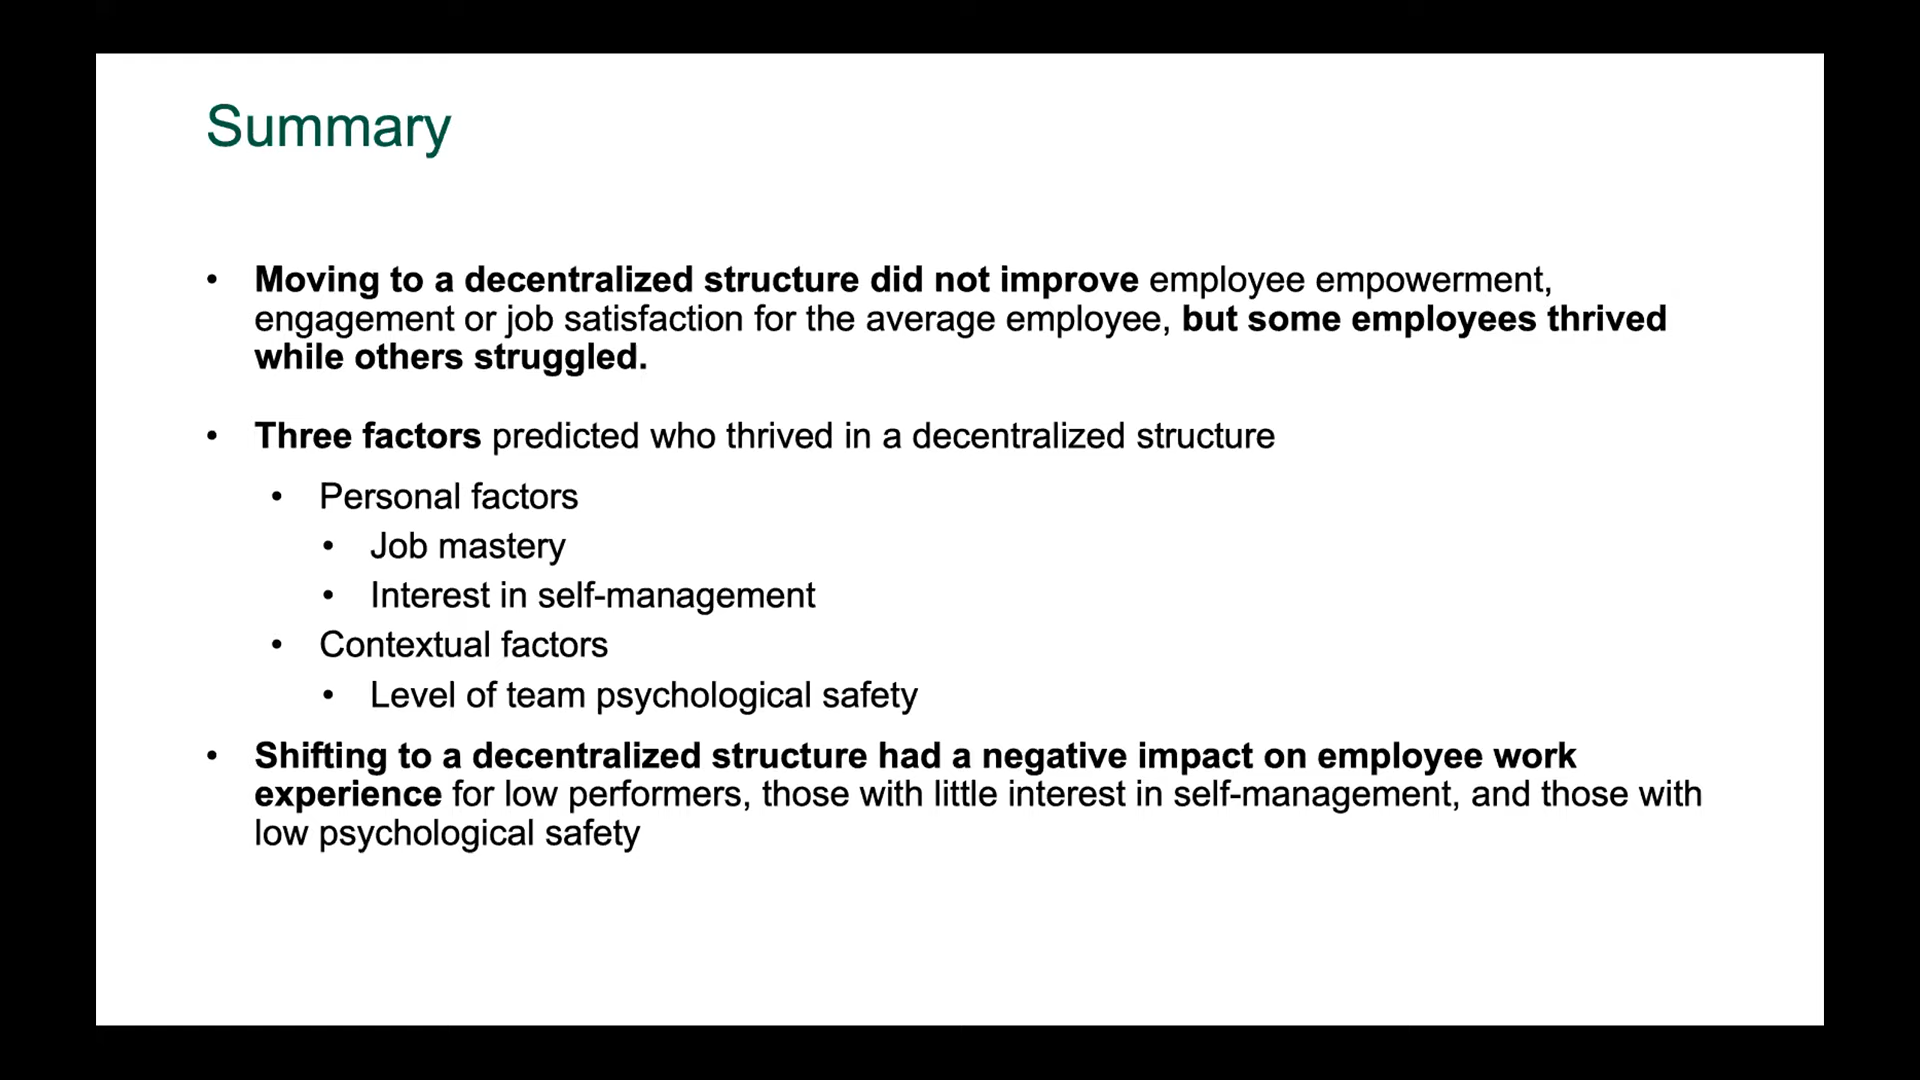 Summary
• Moving to a decentralized structure did not improve employee empowerment,
engagement or job satisfaction for the average employee, but some employees thrived
while others struggled.
• Three factors predicted who thrived in a decentralized structure
• Personal factors
• Job mastery
• Interest in self-management
• Contextual factors
• Level of team psychological safety
• Shifting to a decentralized structure had a negative impact on employee work
experience for low performers, those with little interest in self-management, and those with
low psychological safety